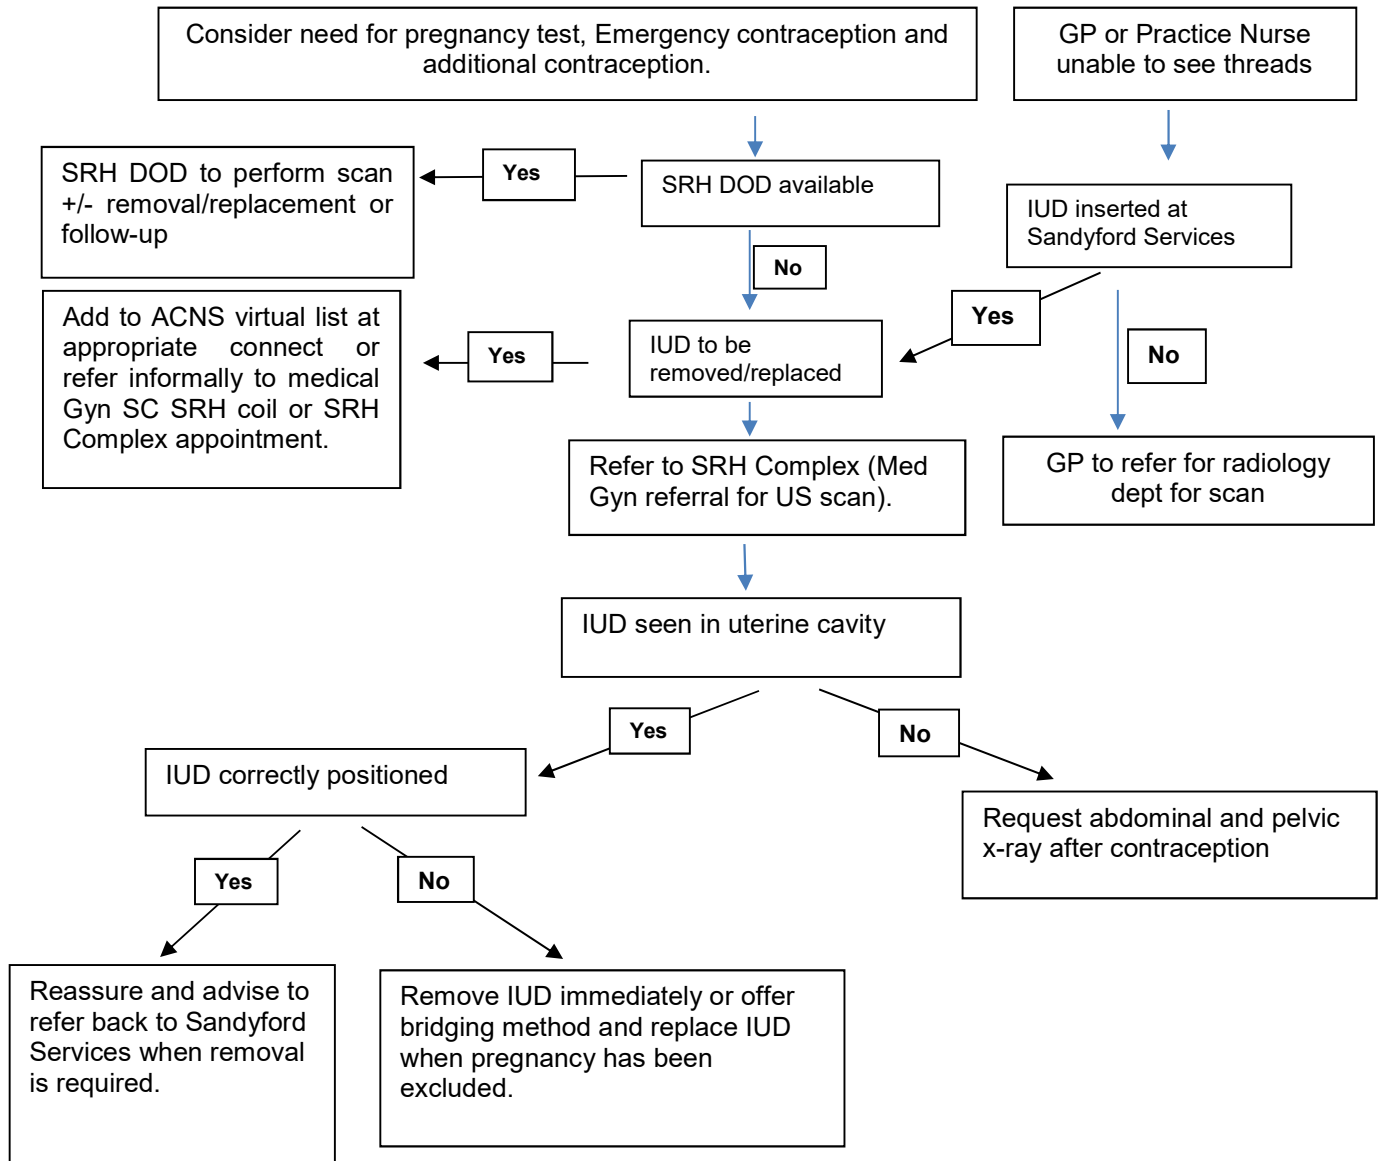 Consider need for pregnancy test, Emergency contraception and
additional contraception.
GP or Practice Nurse
unable to see threads
SRH DOD to perform scan
+/- removal/replacement or
follow-up
Yes
SRH DOD available
IUD inserted at
Sandyford Services
No
Add to ACNS virtual list at
appropriate connect or
refer informally to medical
Gyn SC SRH coil or SRH
Complex appointment.
Yes
IUD to be
removed/replaced
Yes
No
Refer to SRH Complex (Med
Gyn referral for US scan).
GP to refer for radiology
dept for scan
IUD seen in uterine cavity
Yes
No
IUD correctly positioned
Request abdominal and pelvic
x-ray after contraception
Yes
No
Reassure and advise to
refer back to Sandyford
Services when removal
is required.
Remove IUD immediately or offer
bridging method and replace IUD
when pregnancy has been
excluded.